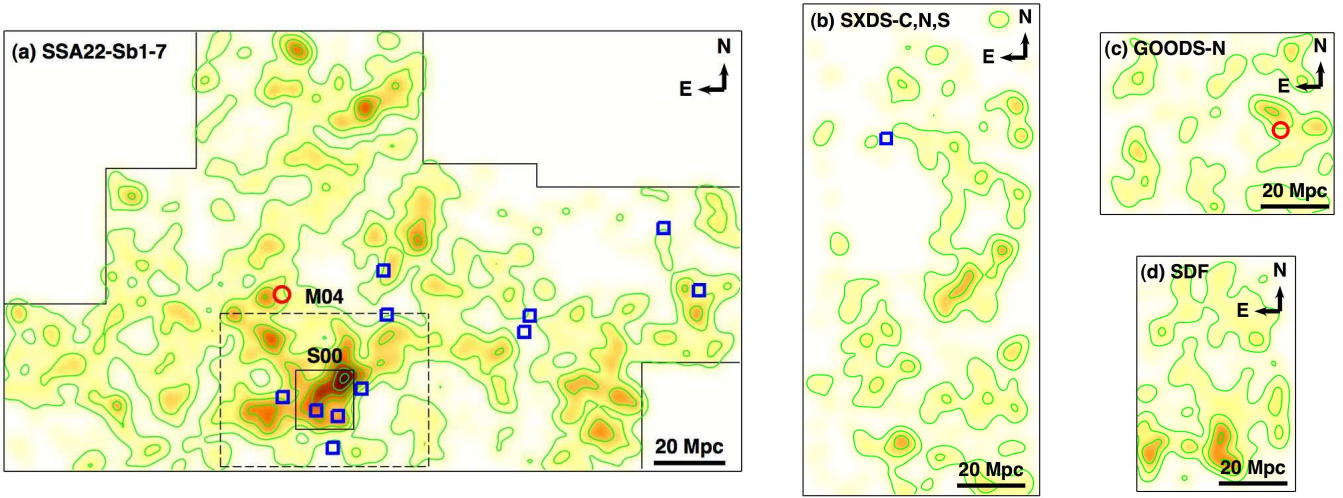 (a) SSA22-Sb1-7
N
E
M04
S00
20 Mpc
(b) SXDS-C,N,S
N
E
20 Mpc
(c) GOODS-N
N
E
20 Mpc
(d) SDF
N
E
20 Mpc